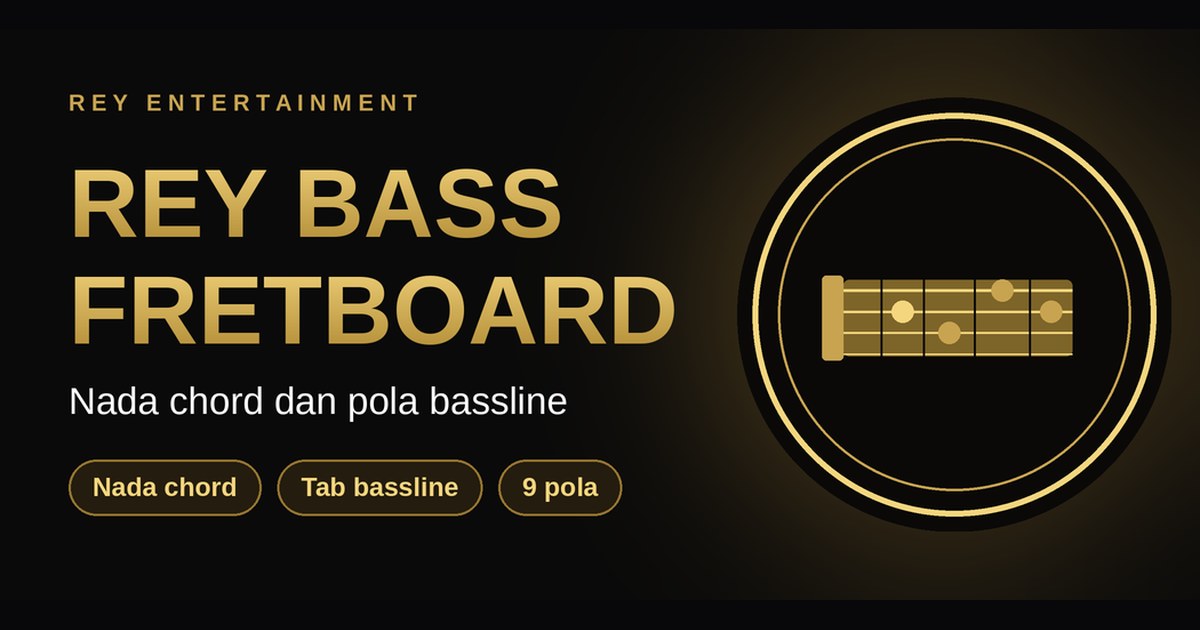 REY ENTERTAINMENT
REY BASS
FRETBOARD
Nada chord dan pola bassline
Nada chord
Tab bassline
9 pola